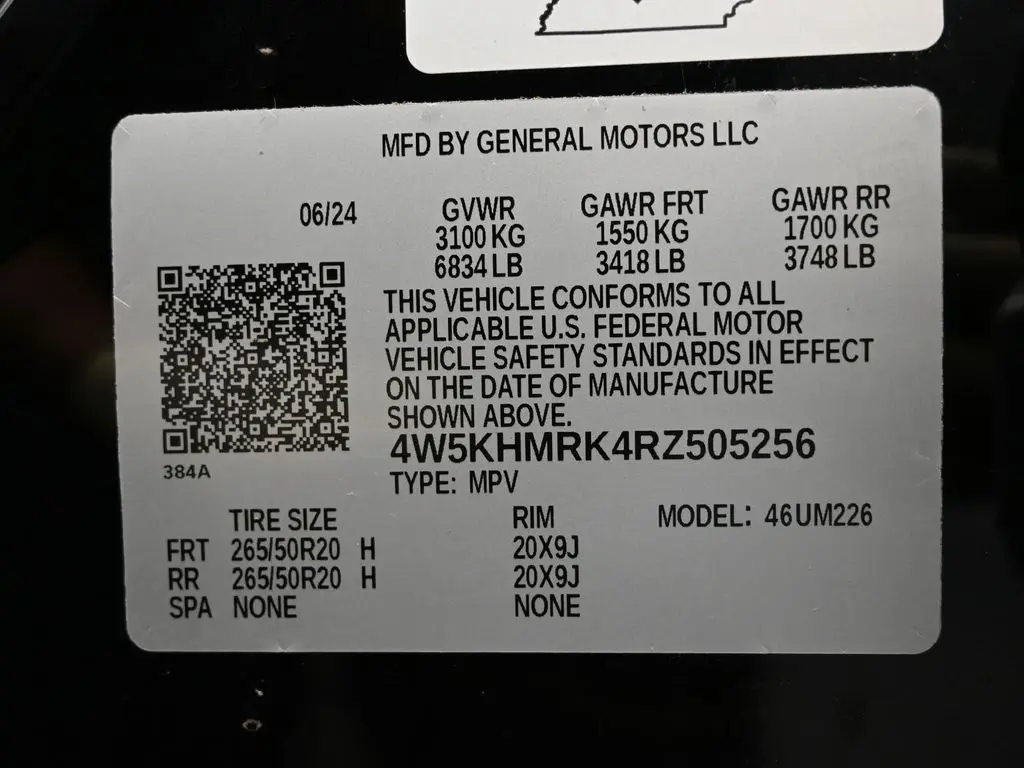 MFD BY GENERAL MOTORS LLC
06/24 GVWR GAWR FRT GAWR RR
3100 KG 1550 KG 1700 KG
6834 LB 3418 LB 3748 LB
THIS VEHICLE CONFORMS TO ALL
APPLICABLE U.S. FEDERAL MOTOR
VEHICLE SAFETY STANDARDS IN EFFECT
ON THE DATE OF MANUFACTURE
SHOWN ABOVE.
4W5KHMRK4RZ505256
384A
TYPE: MPV
TIRE SIZE RIM MODEL: 46UM226
FRT 265/50R20 H 20X9J
RR 265/50R20 H 20X9J
SPA NONE NONE